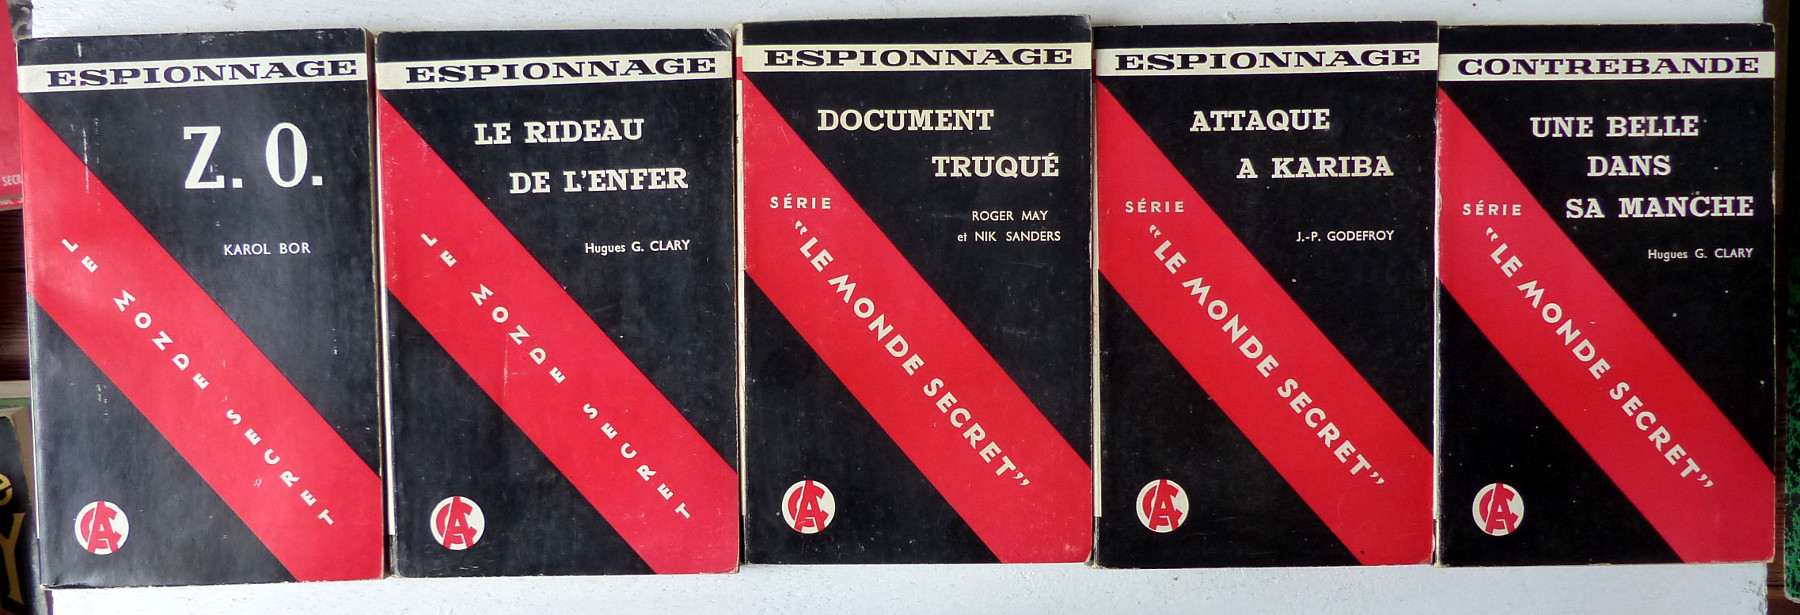 ESPIONNAGE
Z. O.
KAROL BOR
LE MONDE SECRET
ESPIONNAGE
LE RIDEAU
DE L'ENFER
Hugues G. CLARY
LE MONDE SECRET
ESPIONNAGE
DOCUMENT
TRUQUÉ
ROGER MAY
et NIK SANDERS
SÉRIE
"LE MONDE SECRET"
ESPIONNAGE
ATTAQUE
A KARIBA
J.-P. GODEFROY
SÉRIE
"LE MONDE SECRET"
CONTREBANDE
UNE BELLE
DANS
SA MANCHE
Hugues G. CLARY
SÉRIE
"LE MONDE SECRET"